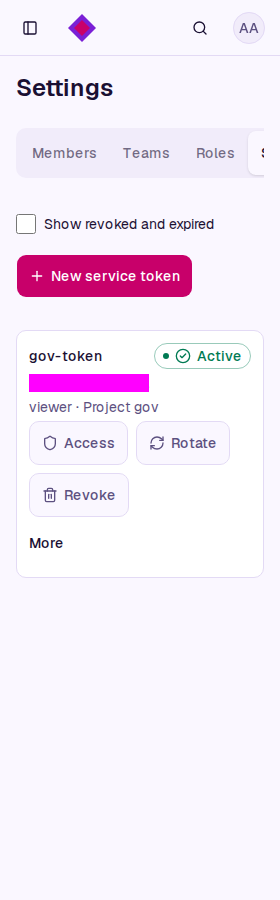 AA
Settings
Members Teams Roles
Show revoked and expired
New service token
gov-token Active
viewer · Project gov
Access Rotate
Revoke
More